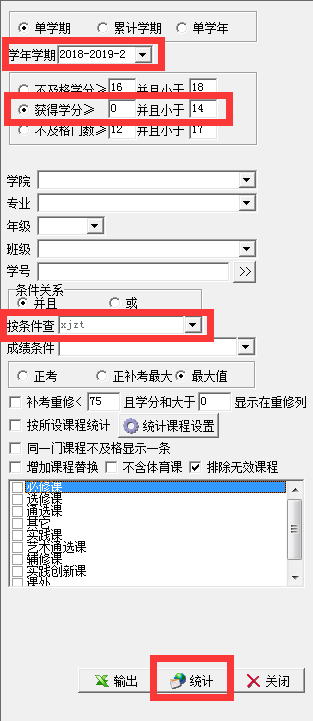 单学期 累计学期 单学年
学年学期 2018-2019-2
不及格学分≥ 16 并且小于 18
获得学分≥ 0 并且小于 14
不及格门数≥ 12 并且小于 17
学院
专业
年级
班级
学号 >>
条件关系
并且 或
按条件查 xjzt
成绩条件
正考 正补考最大 最大值
补考重修< 75 且学分和大于 0 显示在重修列
按所设课程统计 统计课程设置
同一门课程不及格显示一条
增加课程替换 不含体育课 排除无效课程
必修课
选修课
通选课
其它
实践课
艺术通选课
辅修课
实践创新课
课外
输出 统计 关闭